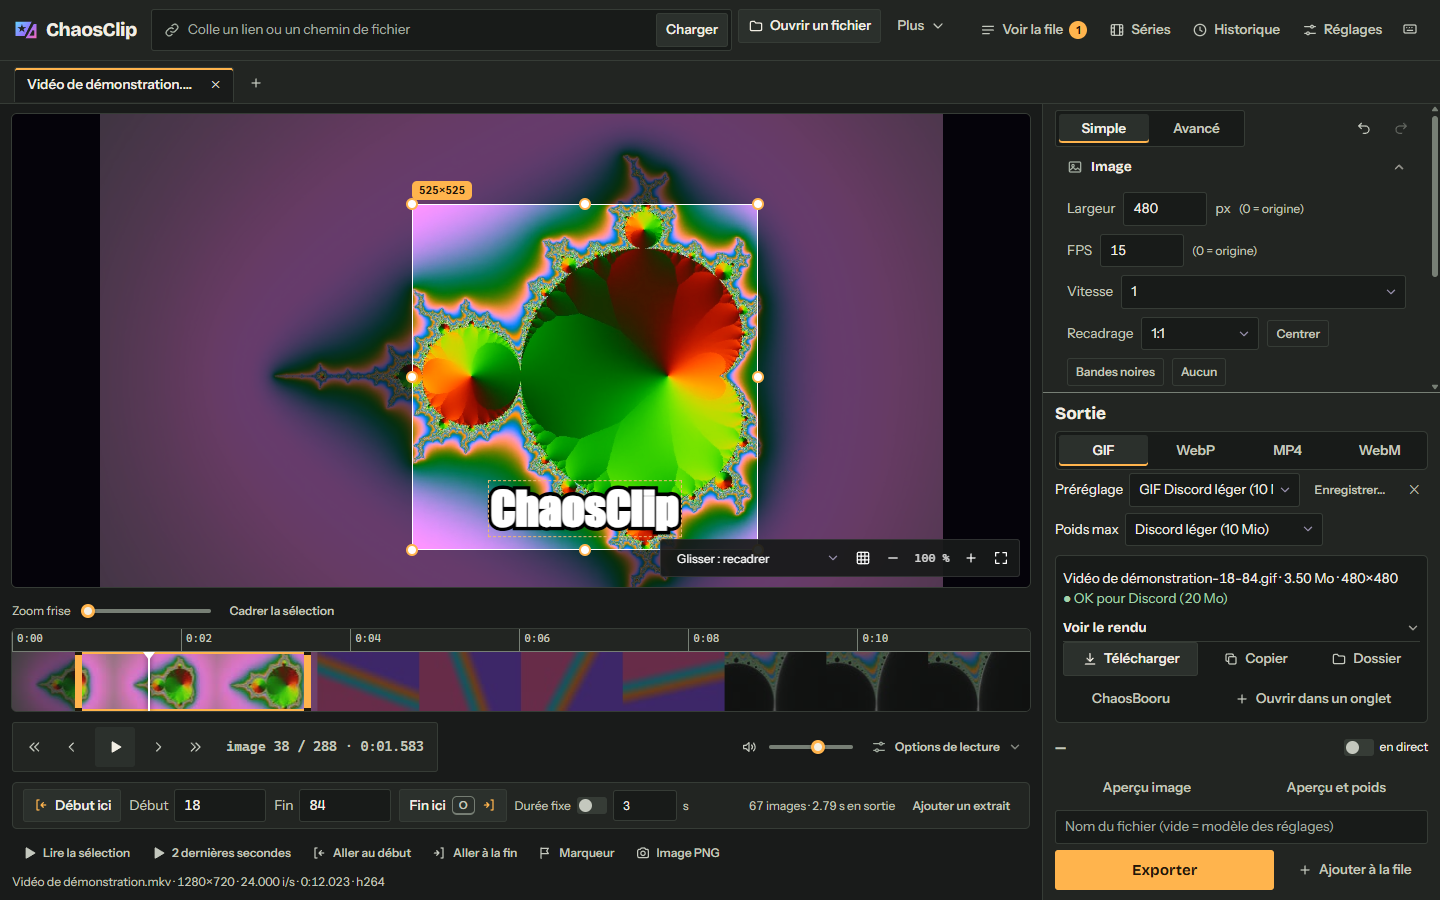 ChaosClip
Colle un lien ou un chemin de fichier
Charger
Ouvrir un fichier
Plus
Voir la file 1
Séries
Historique
Réglages
Vidéo de démonstration....
525×525
ChaosClip
Glisser : recadrer
100 %
Zoom frise
Cadrer la sélection
0:00 0:02 0:04 0:06 0:08 0:10
image 38 / 288 · 0:01.583
Options de lecture
Début ici
Début 18
Fin 84
Fin ici O
Durée fixe 3 s
67 images · 2.79 s en sortie
Ajouter un extrait
Lire la sélection
2 dernières secondes
Aller au début
Aller à la fin
Marqueur
Image PNG
Vidéo de démonstration.mkv · 1280×720 · 24.000 i/s · 0:12.023 · h264
Simple
Avancé
Image
Largeur 480 px (0 = origine)
FPS 15 (0 = origine)
Vitesse 1
Recadrage 1:1 Centrer
Bandes noires Aucun
Sortie
GIF WebP MP4 WebM
Préréglage GIF Discord léger (10 Enregistrer...
Poids max Discord léger (10 Mio)
Vidéo de démonstration-18-84.gif · 3.50 Mo · 480×480
OK pour Discord (20 Mo)
Voir le rendu
Télécharger
Copier
Dossier
ChaosBooru
Ouvrir dans un onglet
en direct
Aperçu image
Aperçu et poids
Nom du fichier (vide = modèle des réglages)
Exporter
Ajouter à la file